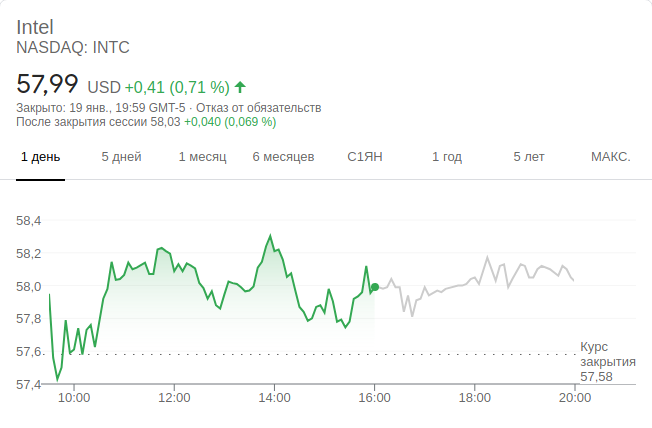 Intel
NASDAQ: INTC
57,99 USD +0,41 (0,71 %)
Закрыто: 19 янв., 19:59 GMT-5 · Отказ от обязательств
После закрытия сессии 58,03 +0,040 (0,069 %)
1 день 5 дней 1 месяц 6 месяцев С1ЯН 1 год 5 лет МАКС.
58,4
58,2
58,0
57,8
57,6
57,4
Курс
закрытия
57,58
10:00 12:00 14:00 16:00 18:00 20:00